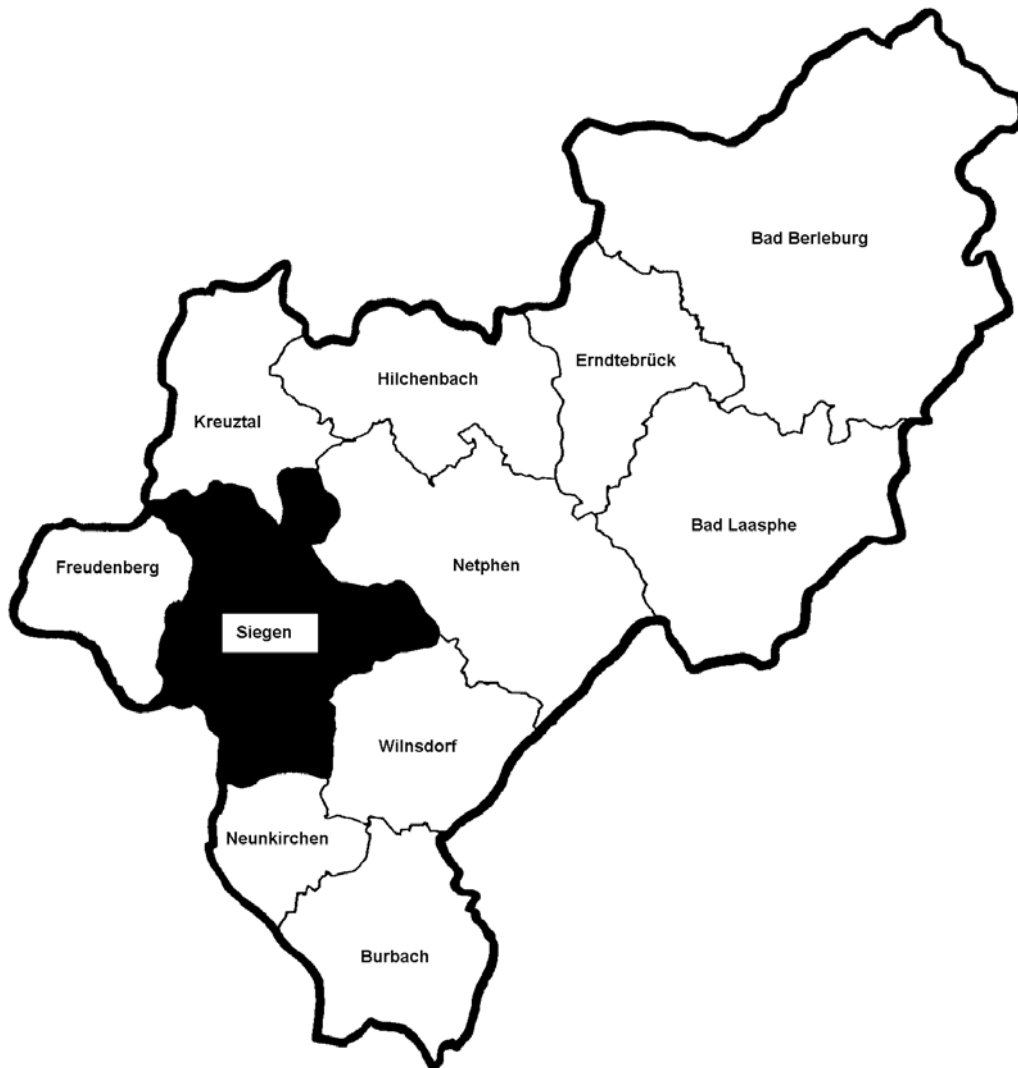 Bad Berleburg
Erndtebrück
Hilchenbach
Kreuztal
Bad Laasphe
Freudenberg
Netphen
Siegen
Wilnsdorf
Neunkirchen
Burbach